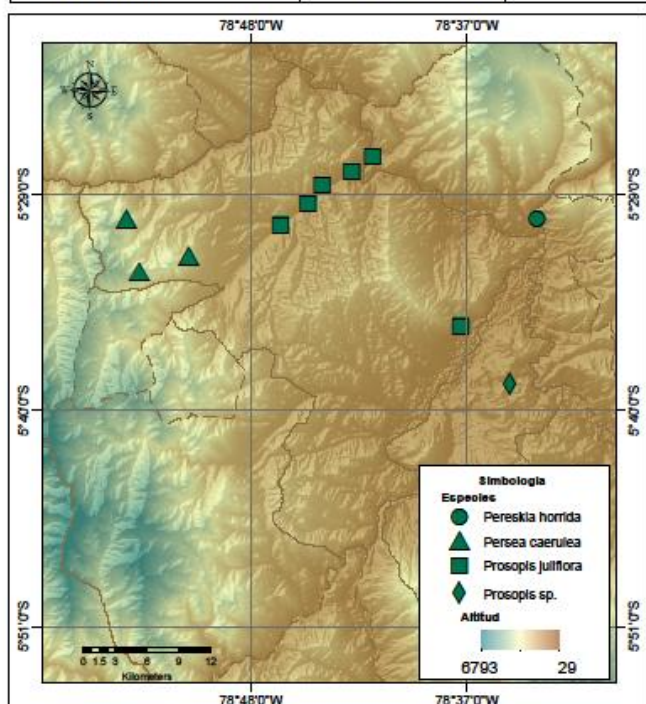 78°48'0"W 78°37'0"W
N
W E
S
5°29'0"S 5°29'0"S
5°40'0"S 5°40'0"S
Simbologia
Especies
Pereskia horrida
Persea caerulea
Prosopis juliflora
Prosopis sp.
Altitud
6793 29
5°51'0"S 5°51'0"S
0 1.5 3 6 9 12
Kilometers
78°48'0"W 78°37'0"W